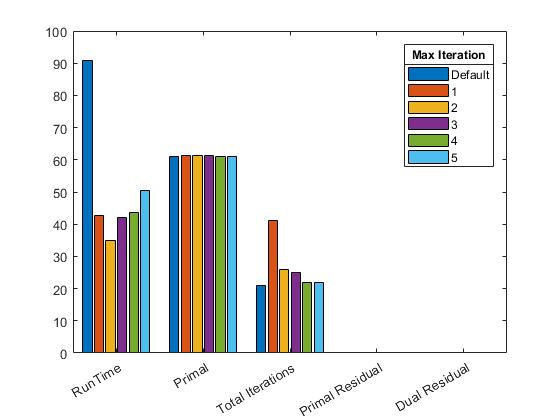 100
90
80
70
60
50
40
30
20
10
0
Max Iteration
Default
1
2
3
4
5
RunTime
Primal
Total Iterations
Primal Residual
Dual Residual